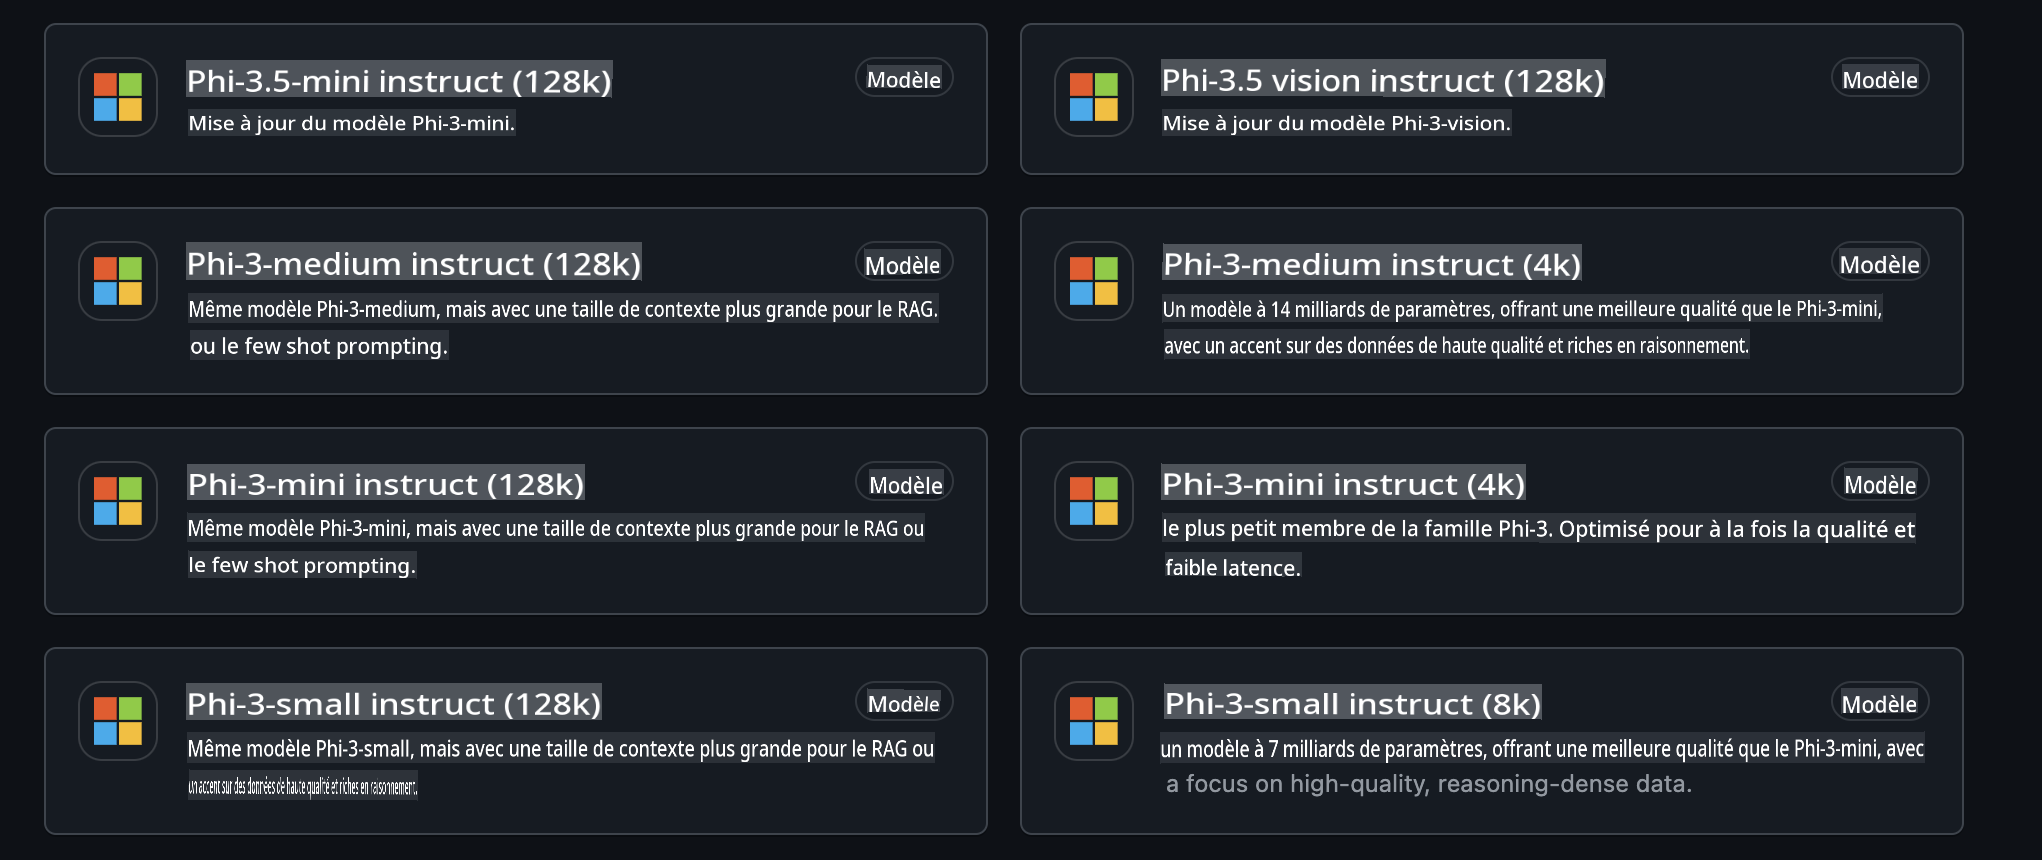 Phi-3.5-mini instruct (128k)
Modèle
Mise à jour du modèle Phi-3-mini.
Phi-3.5 vision instruct (128k)
Modèle
Mise à jour du modèle Phi-3-vision.
Phi-3-medium instruct (128k)
Modèle
Même modèle Phi-3-medium, mais avec une taille de contexte plus grande pour le RAG.
ou le few shot prompting.
Phi-3-medium instruct (4k)
Modèle
Un modèle à 14 milliards de paramètres, offrant une meilleure qualité que le Phi-3-mini,
avec un accent sur des données de haute qualité et riches en raisonnement.
Phi-3-mini instruct (128k)
Modèle
Même modèle Phi-3-mini, mais avec une taille de contexte plus grande pour le RAG ou
le few shot prompting.
Phi-3-mini instruct (4k)
Modèle
le plus petit membre de la famille Phi-3. Optimisé pour à la fois la qualité et
faible latence.
Phi-3-small instruct (128k)
Modèle
Même modèle Phi-3-small, mais avec une taille de contexte plus grande pour le RAG ou
un accent sur des données de haute qualité et riches en raisonnement.
Phi-3-small instruct (8k)
Modèle
un modèle à 7 milliards de paramètres, offrant une meilleure qualité que le Phi-3-mini, avec
a focus on high-quality, reasoning-dense data.